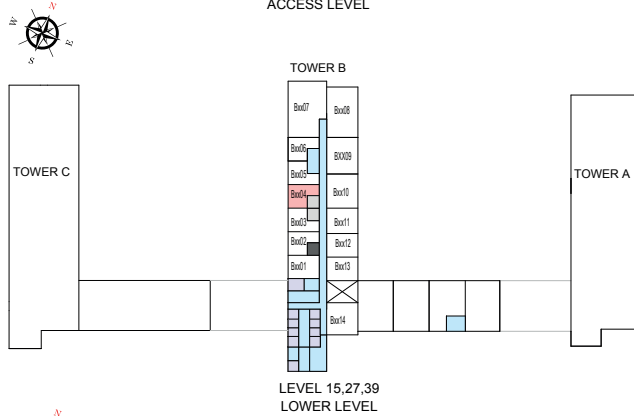 ACCESS LEVEL
N
W
E
S
TOWER B
Bxx07
Bxx08
Bxx06
BXX09
TOWER C
Bxx05
TOWER A
Bxx04
Bxx10
Bxx03
Bxx11
Bxx02
Bxx12
Bxx01
Bxx13
Bxx14
LEVEL 15,27,39
LOWER LEVEL
N